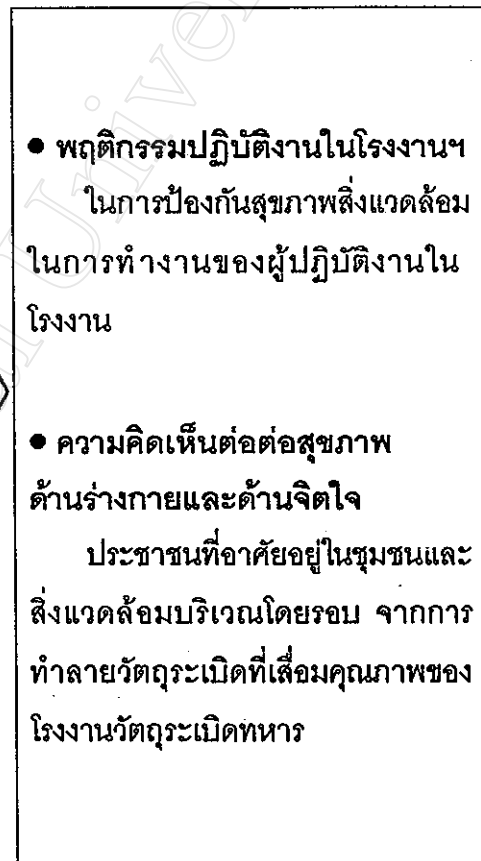 ● พฤติกรรมปฏิบัติงานในโรงงานฯ
ในการป้องกันสุขภาพสิ่งแวดล้อม
ในการทำงานของผู้ปฏิบัติงานใน
โรงงาน
● ความคิดเห็นต่อต่อสุขภาพ
ด้านร่างกายและด้านจิตใจ
ประชาชนที่อาศัยอยู่ในชุมชนและ
สิ่งแวดล้อมบริเวณโดยรอบ จากการ
ทำลายวัตถุระเบิดที่เสื่อมคุณภาพของ
โรงงานวัตถุระเบิดทหาร